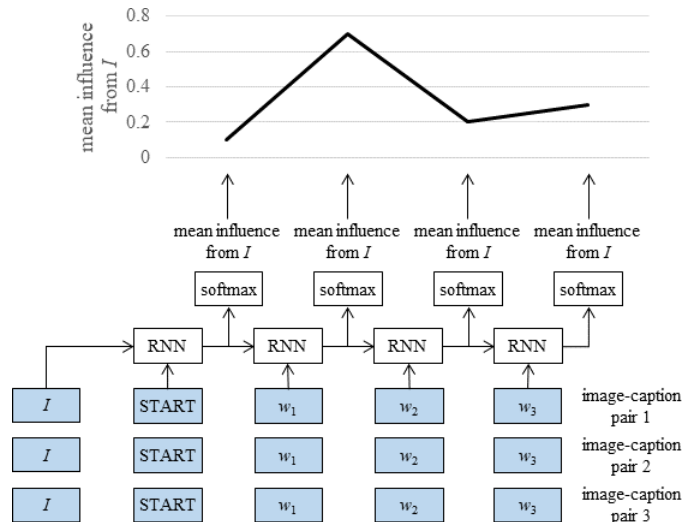 mean influence
from I
0.8
0.6
0.4
0.2
0
mean influence mean influence mean influence mean influence
from I from I from I from I
softmax softmax softmax softmax
RNN RNN RNN RNN
I START w1 w2 w3 image-caption
pair 1
I START w1 w2 w3 image-caption
pair 2
I START w1 w2 w3 image-caption
pair 3